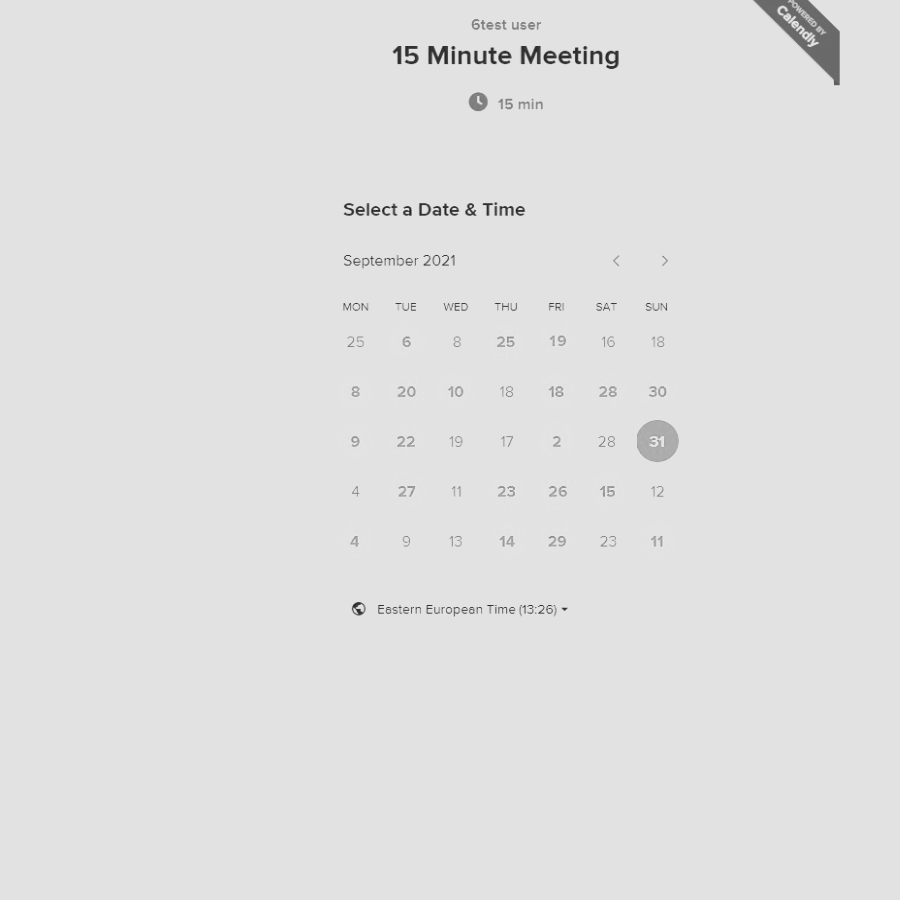 6test user
15 Minute Meeting
15 min
POWERED BY
Calendly
Select a Date & Time
September 2021
MON TUE WED THU FRI SAT SUN
25 6 8 25 19 16 18
8 20 10 18 18 28 30
9 22 19 17 2 28 31
4 27 11 23 26 15 12
4 9 13 14 29 23 11
Eastern European Time (13:26)